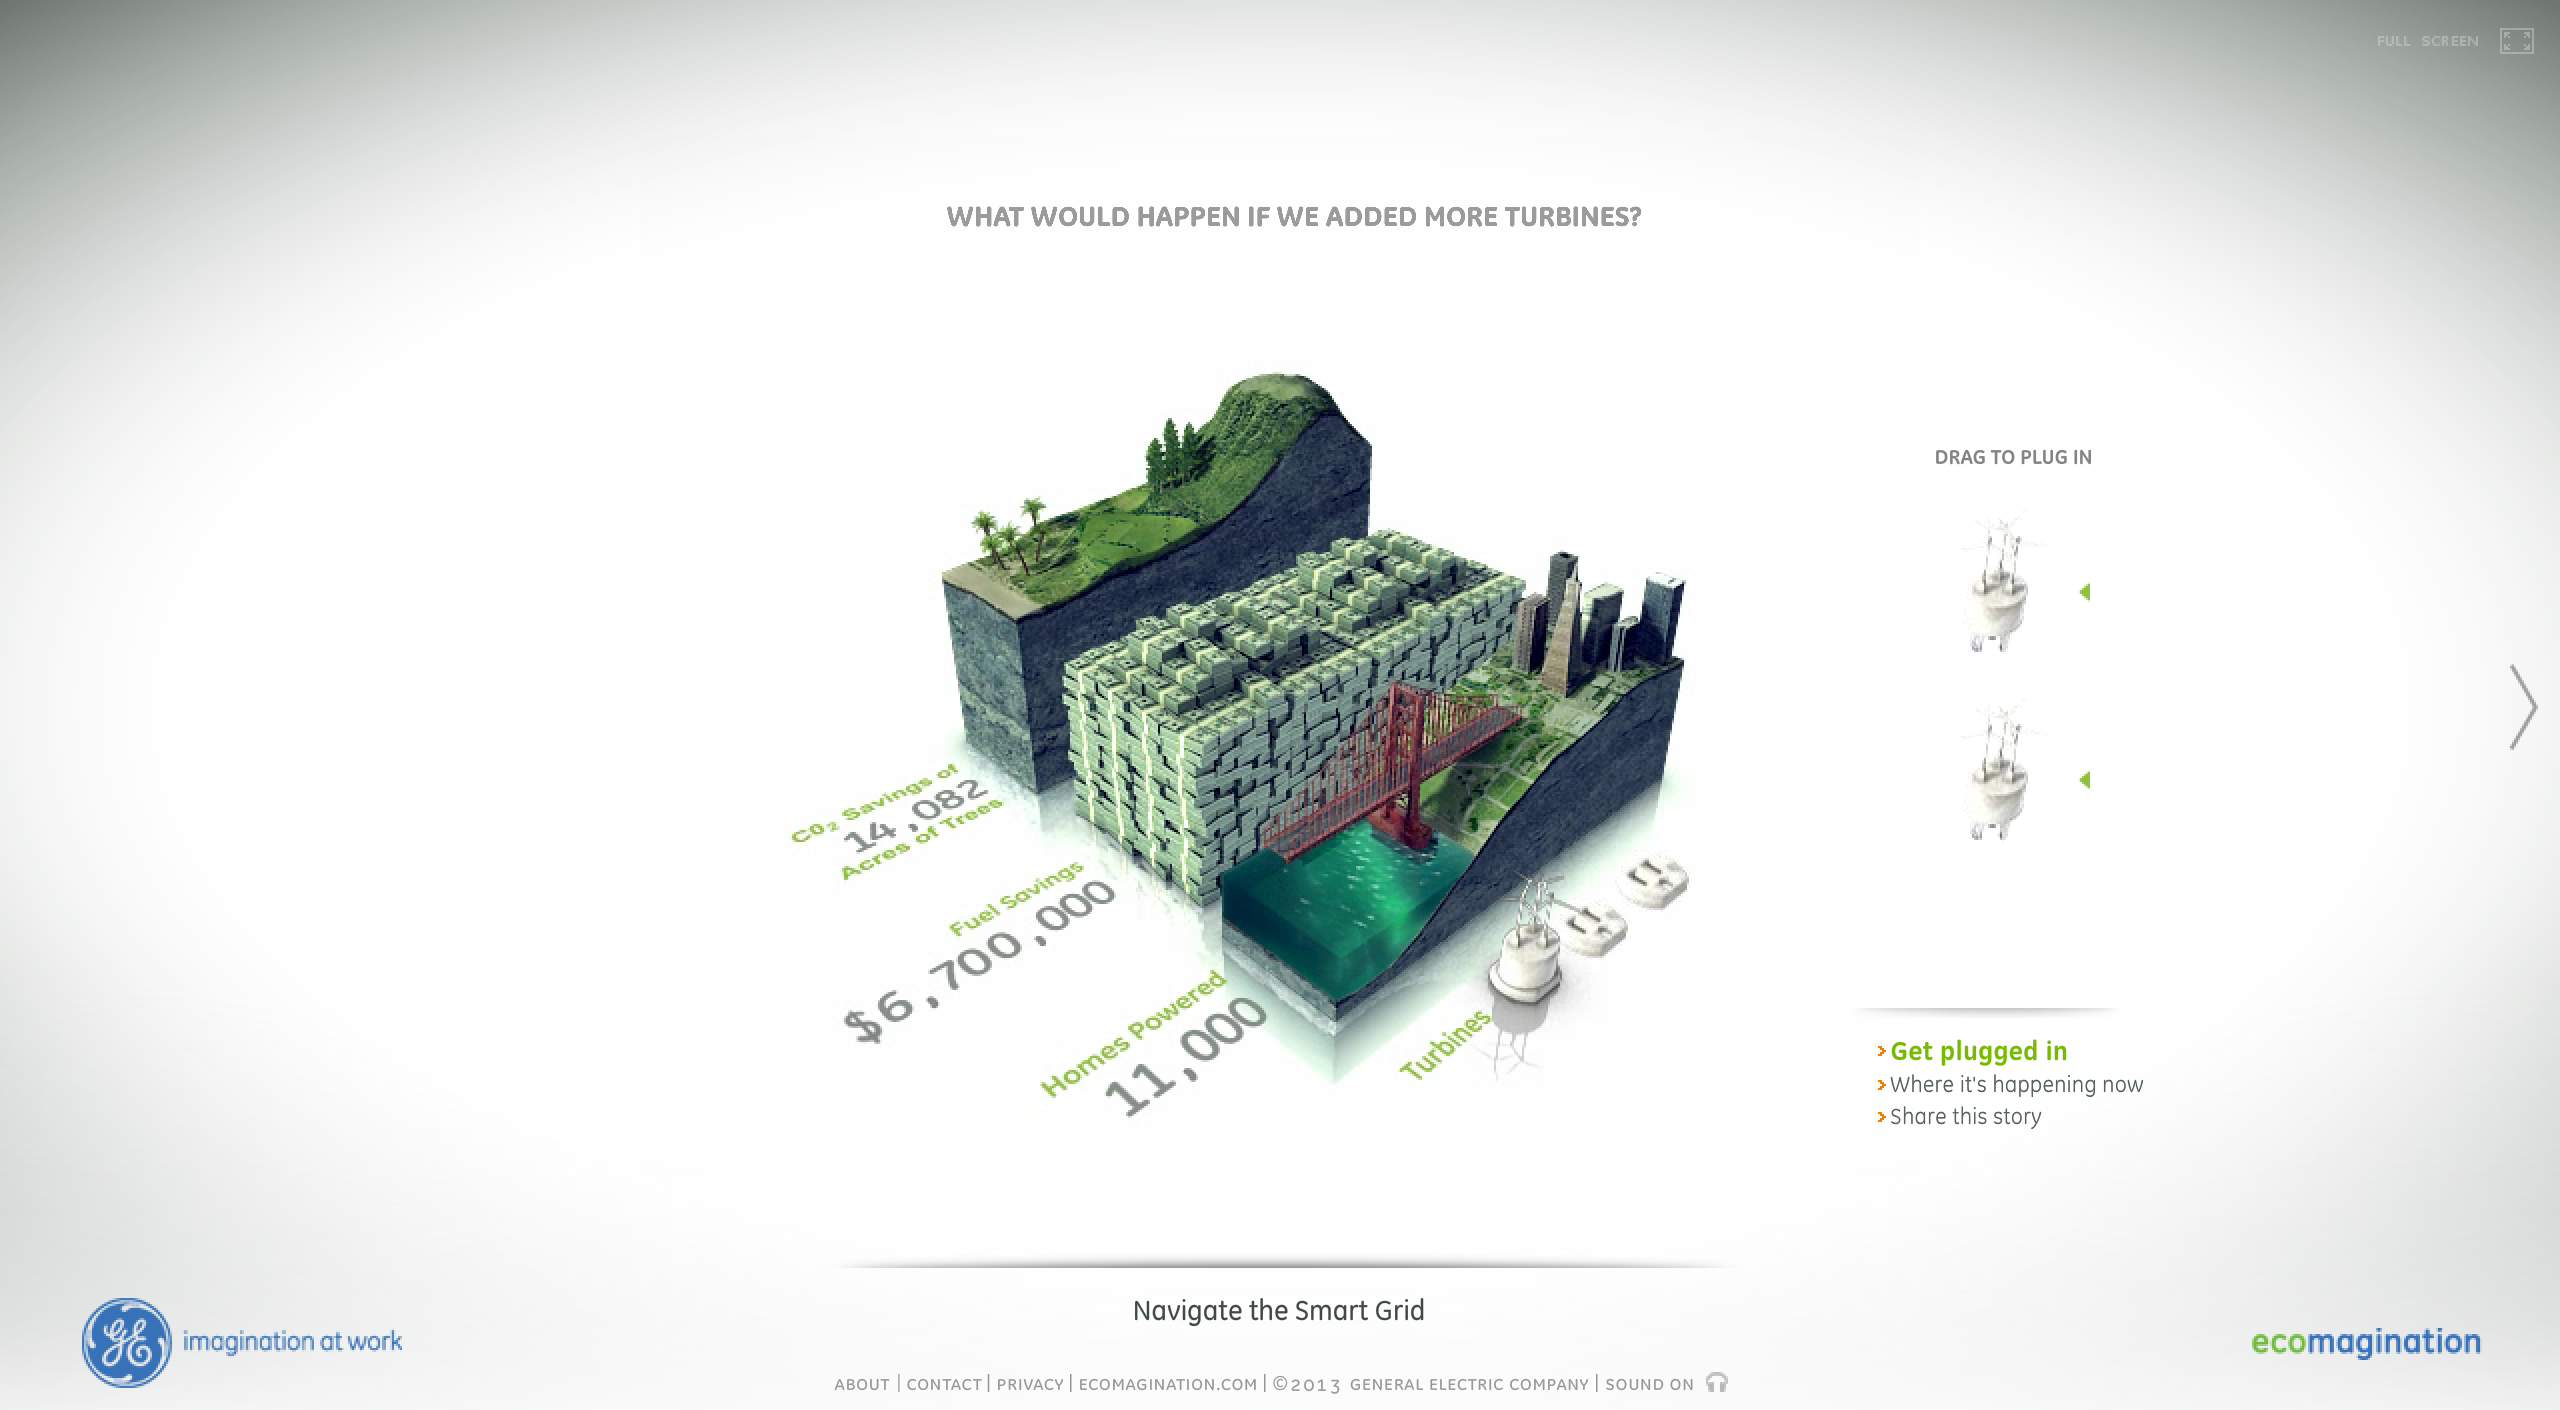 FULL SCREEN
WHAT WOULD HAPPEN IF WE ADDED MORE TURBINES?
DRAG TO PLUG IN
C0₂ Savings of
14,082
Acres of Trees
Fuel Savings
$6,700,000
Homes Powered
11,000
Turbines
Get plugged in
Where it's happening now
Share this story
Navigate the Smart Grid
GE imagination at work
ecomagination
ABOUT | CONTACT | PRIVACY | ECOMAGINATION.COM | ©2013 GENERAL ELECTRIC COMPANY | SOUND ON